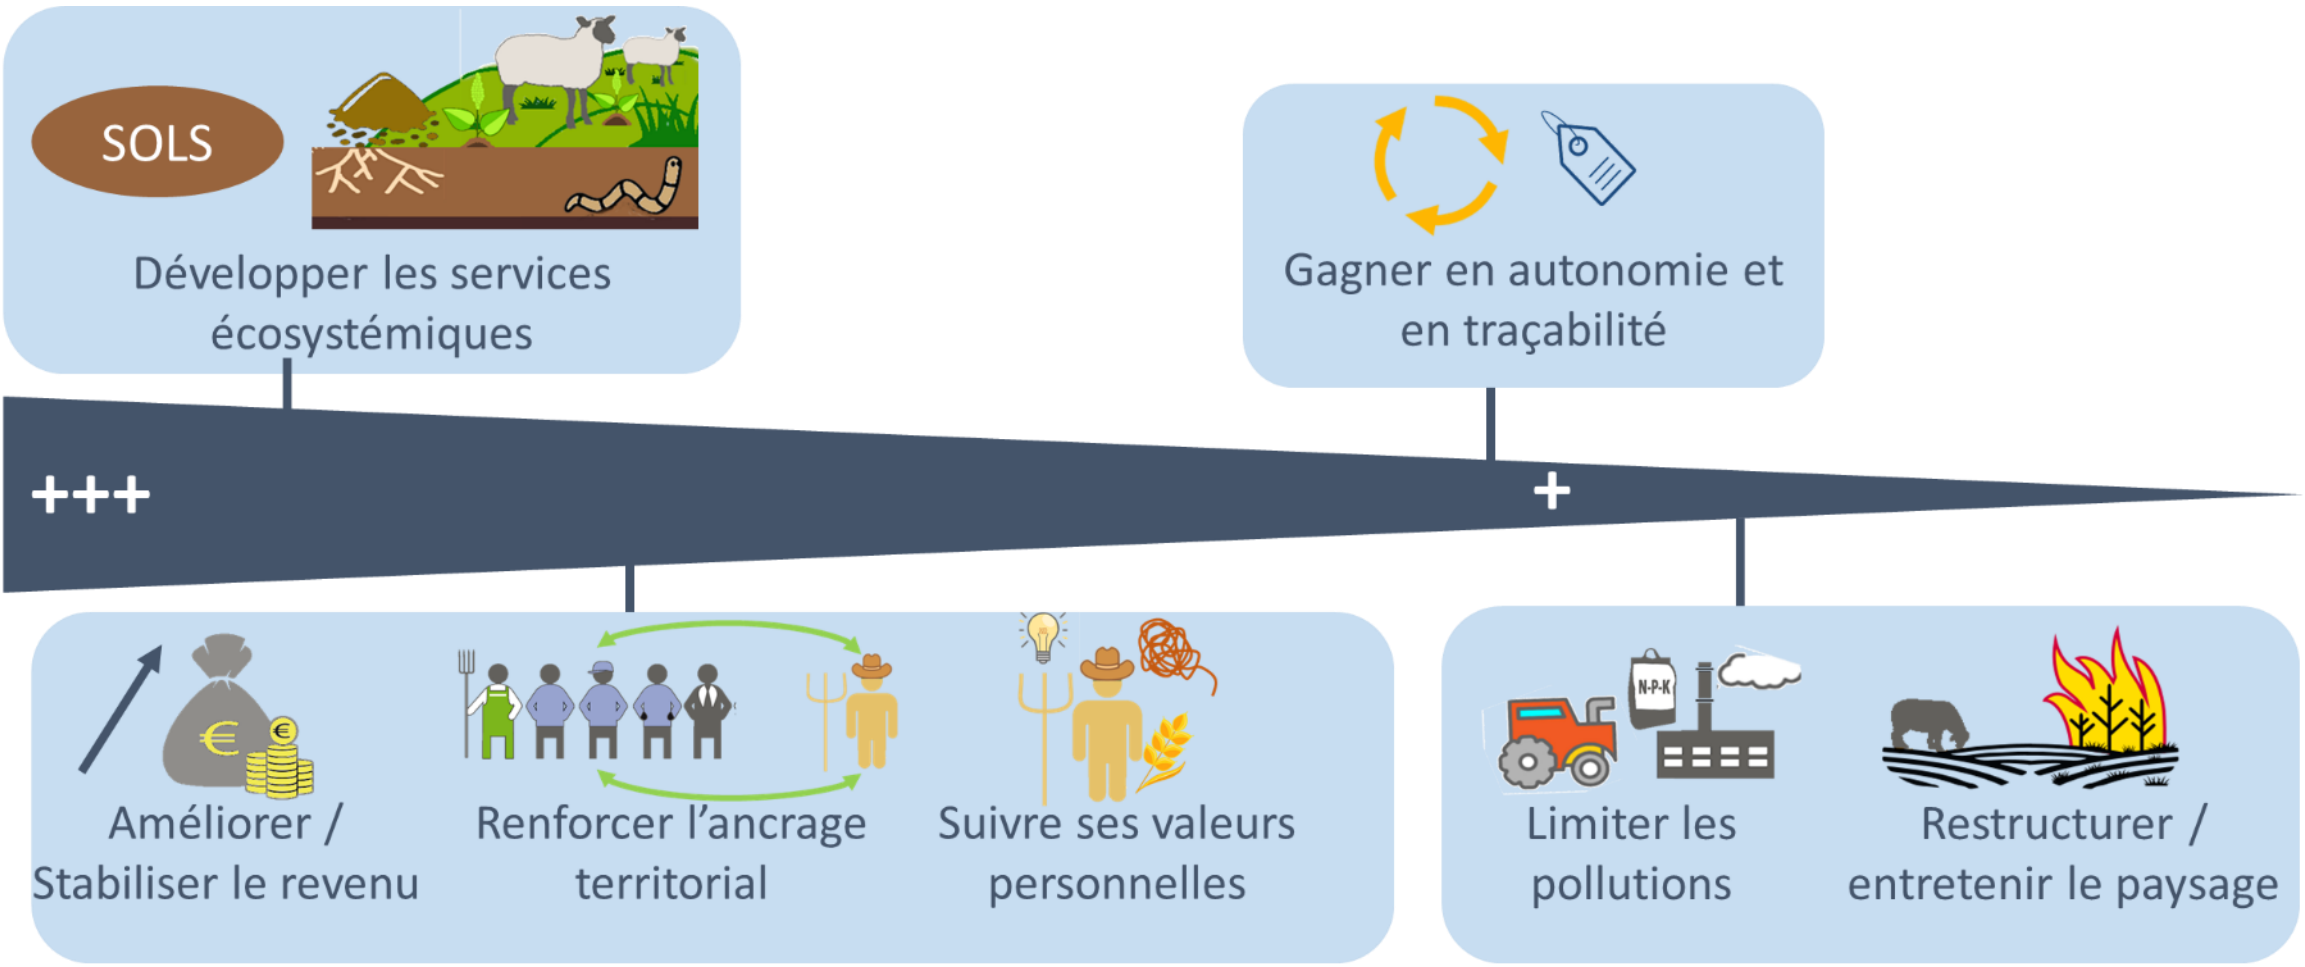 SOLS
Développer les services
écosystémiques
Gagner en autonomie et
en traçabilité
+++
+
€
€
Améliorer /
Stabiliser le revenu
Renforcer l’ancrage
territorial
Suivre ses valeurs
personnelles
N-P-K
Limiter les
pollutions
Restructurer /
entretenir le paysage